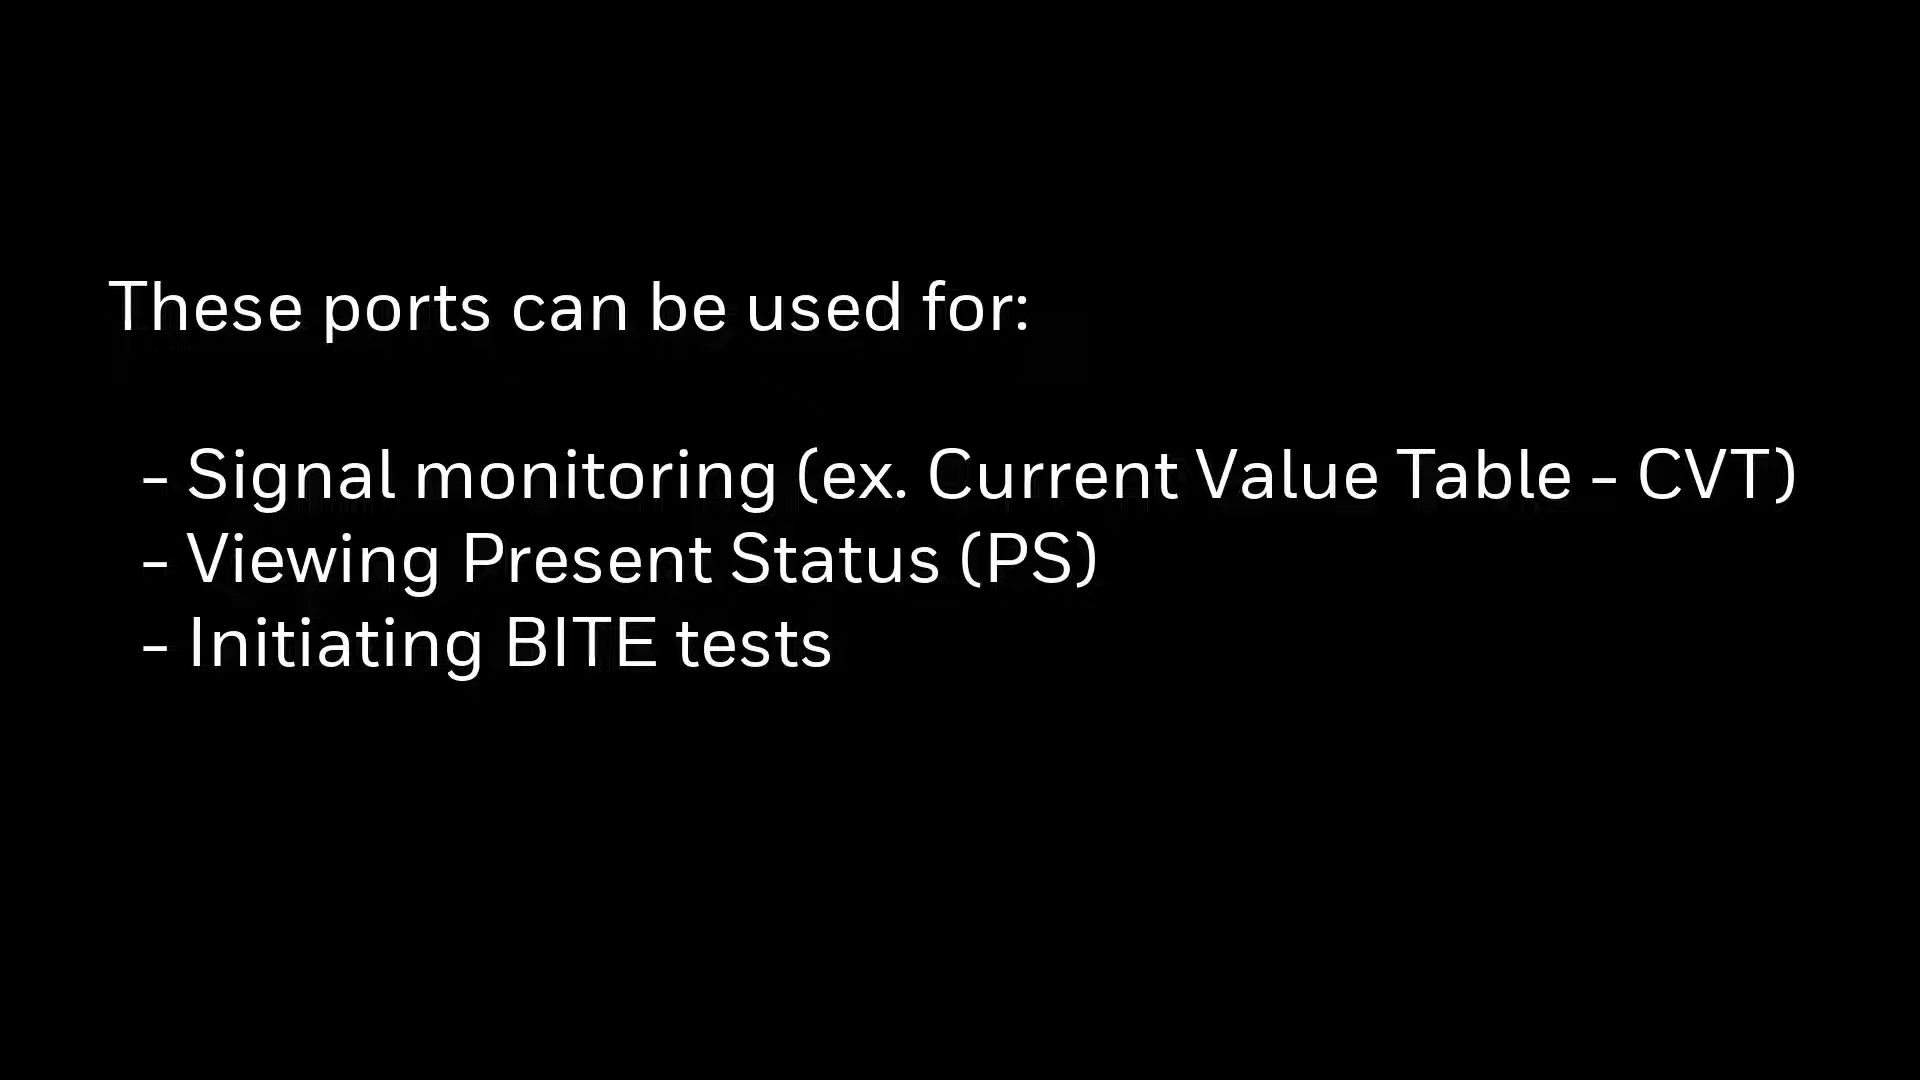 These ports can be used for:
- Signal monitoring (ex. Current Value Table - CVT)
- Viewing Present Status (PS)
- Initiating BITE tests